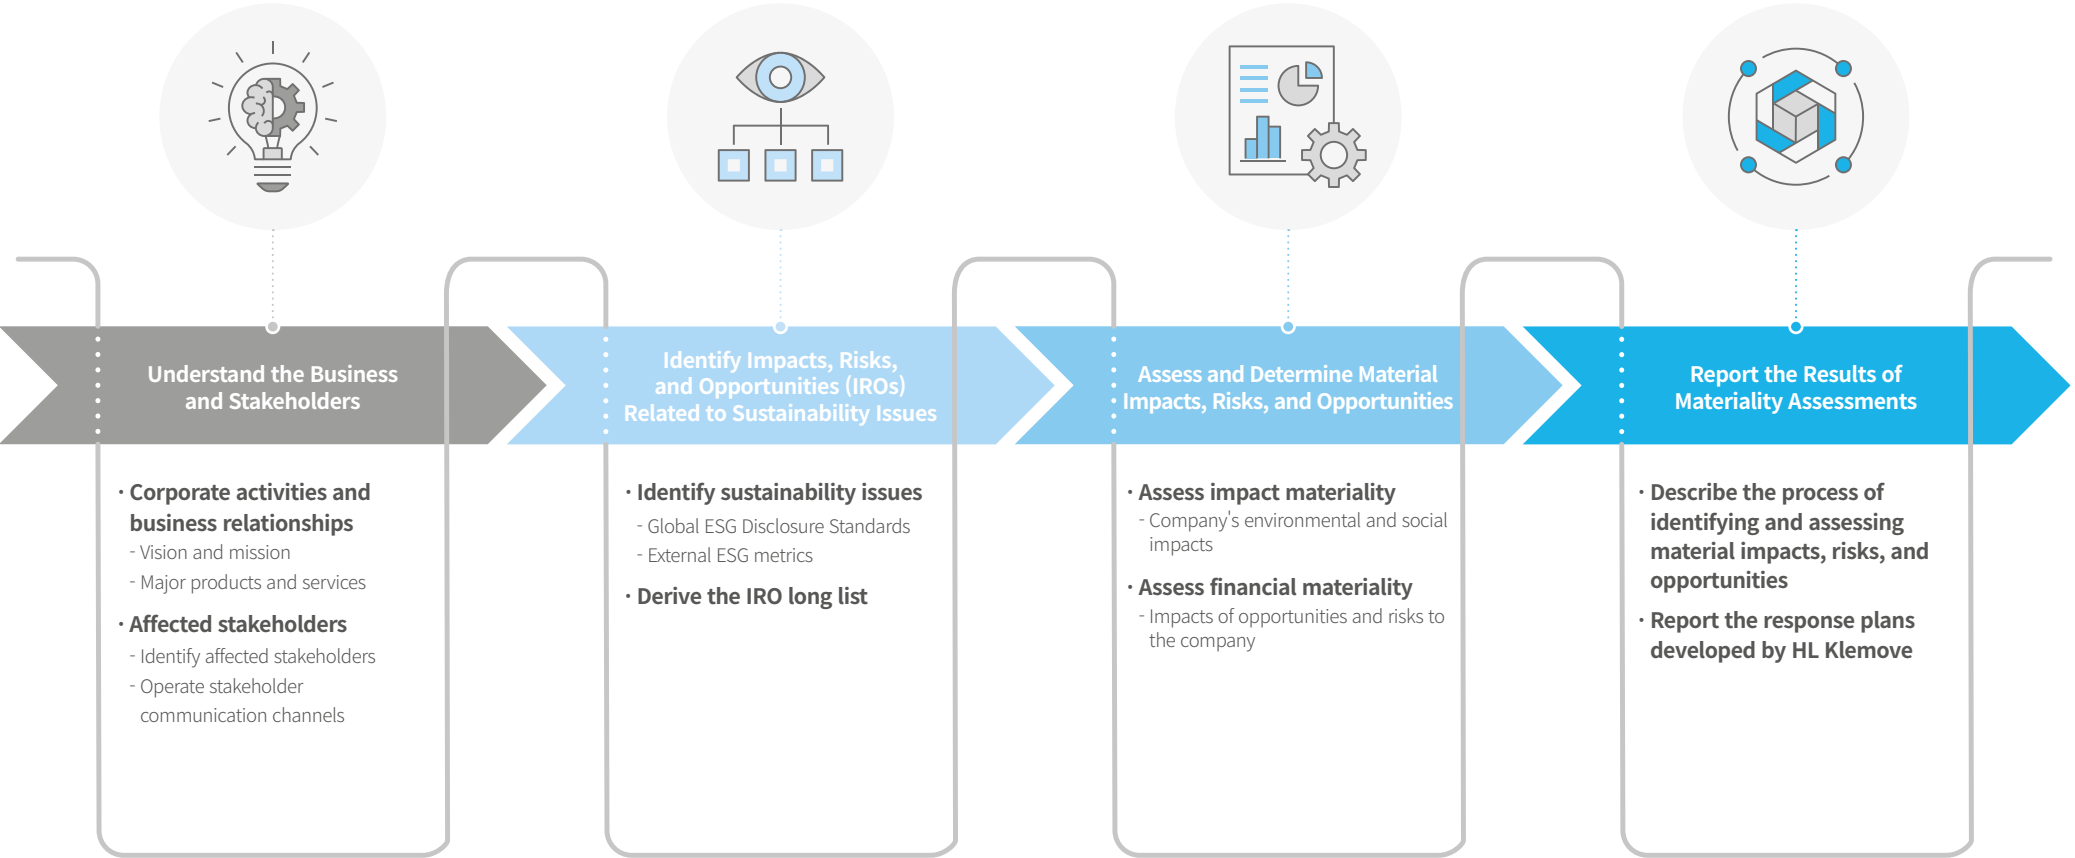 Understand the Business
and Stakeholders
· Corporate activities and
business relationships
- Vision and mission
- Major products and services
· Affected stakeholders
- Identify affected stakeholders
- Operate stakeholder
communication channels
Identify Impacts, Risks,
and Opportunities (IROs)
Related to Sustainability Issues
· Identify sustainability issues
- Global ESG Disclosure Standards
- External ESG metrics
· Derive the IRO long list
Assess and Determine Material
Impacts, Risks, and Opportunities
· Assess impact materiality
- Company's environmental and social
impacts
· Assess financial materiality
- Impacts of opportunities and risks to
the company
Report the Results of
Materiality Assessments
· Describe the process of
identifying and assessing
material impacts, risks, and
opportunities
· Report the response plans
developed by HL Klemove